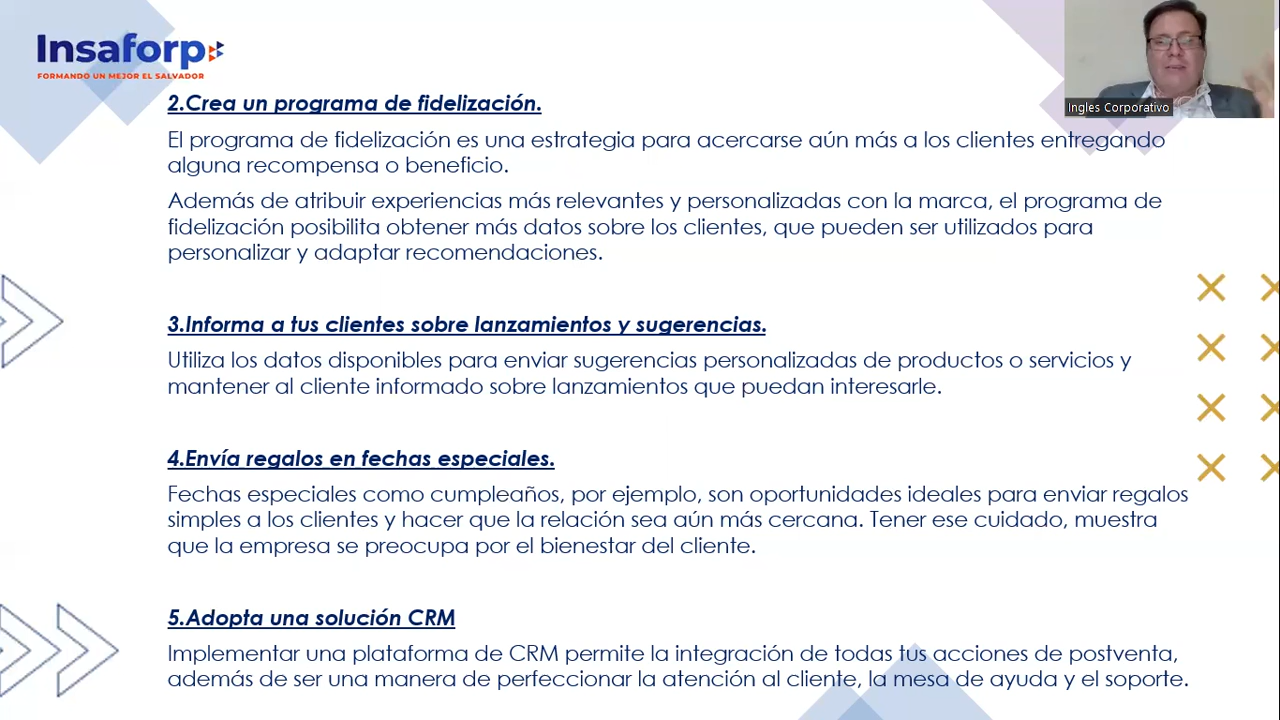 Insaforp
FORMANDO UN MEJOR EL SALVADOR
Ingles Corporativo
2.Crea un programa de fidelización.
El programa de fidelización es una estrategia para acercarse aún más a los clientes entregando
alguna recompensa o beneficio.
Además de atribuir experiencias más relevantes y personalizadas con la marca, el programa de
fidelización posibilita obtener más datos sobre los clientes, que pueden ser utilizados para
personalizar y adaptar recomendaciones.
3.Informa a tus clientes sobre lanzamientos y sugerencias.
Utiliza los datos disponibles para enviar sugerencias personalizadas de productos o servicios y
mantener al cliente informado sobre lanzamientos que puedan interesarle.
4.Envía regalos en fechas especiales.
Fechas especiales como cumpleaños, por ejemplo, son oportunidades ideales para enviar regalos
simples a los clientes y hacer que la relación sea aún más cercana. Tener ese cuidado, muestra
que la empresa se preocupa por el bienestar del cliente.
5.Adopta una solución CRM
Implementar una plataforma de CRM permite la integración de todas tus acciones de postventa,
además de ser una manera de perfeccionar la atención al cliente, la mesa de ayuda y el soporte.